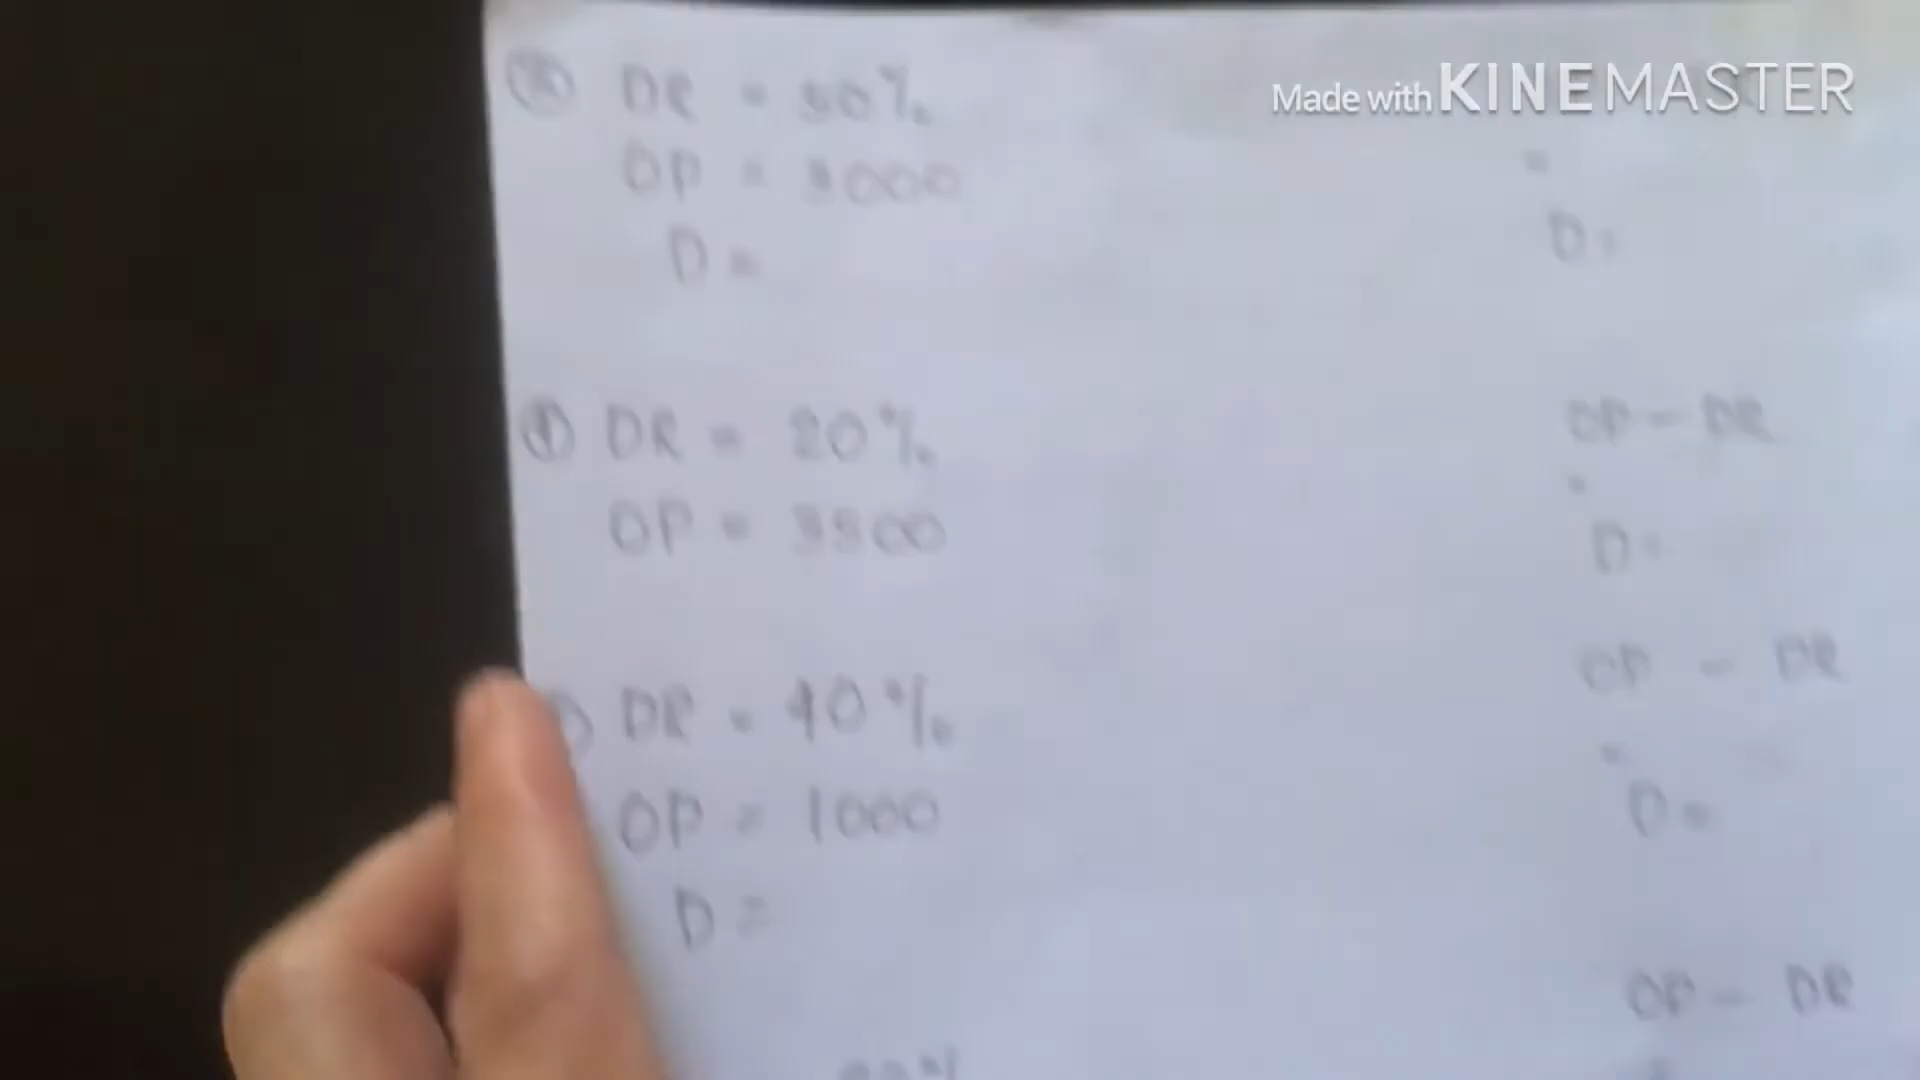 Made with KINEMASTER
DR = 30%
OP = 3000
D =
=
D =
DR = 20%
OP = 3500
OP - DR
=
D =
DR = 40%
OP = 1000
D =
OP - DR
=
D =
OP - DR